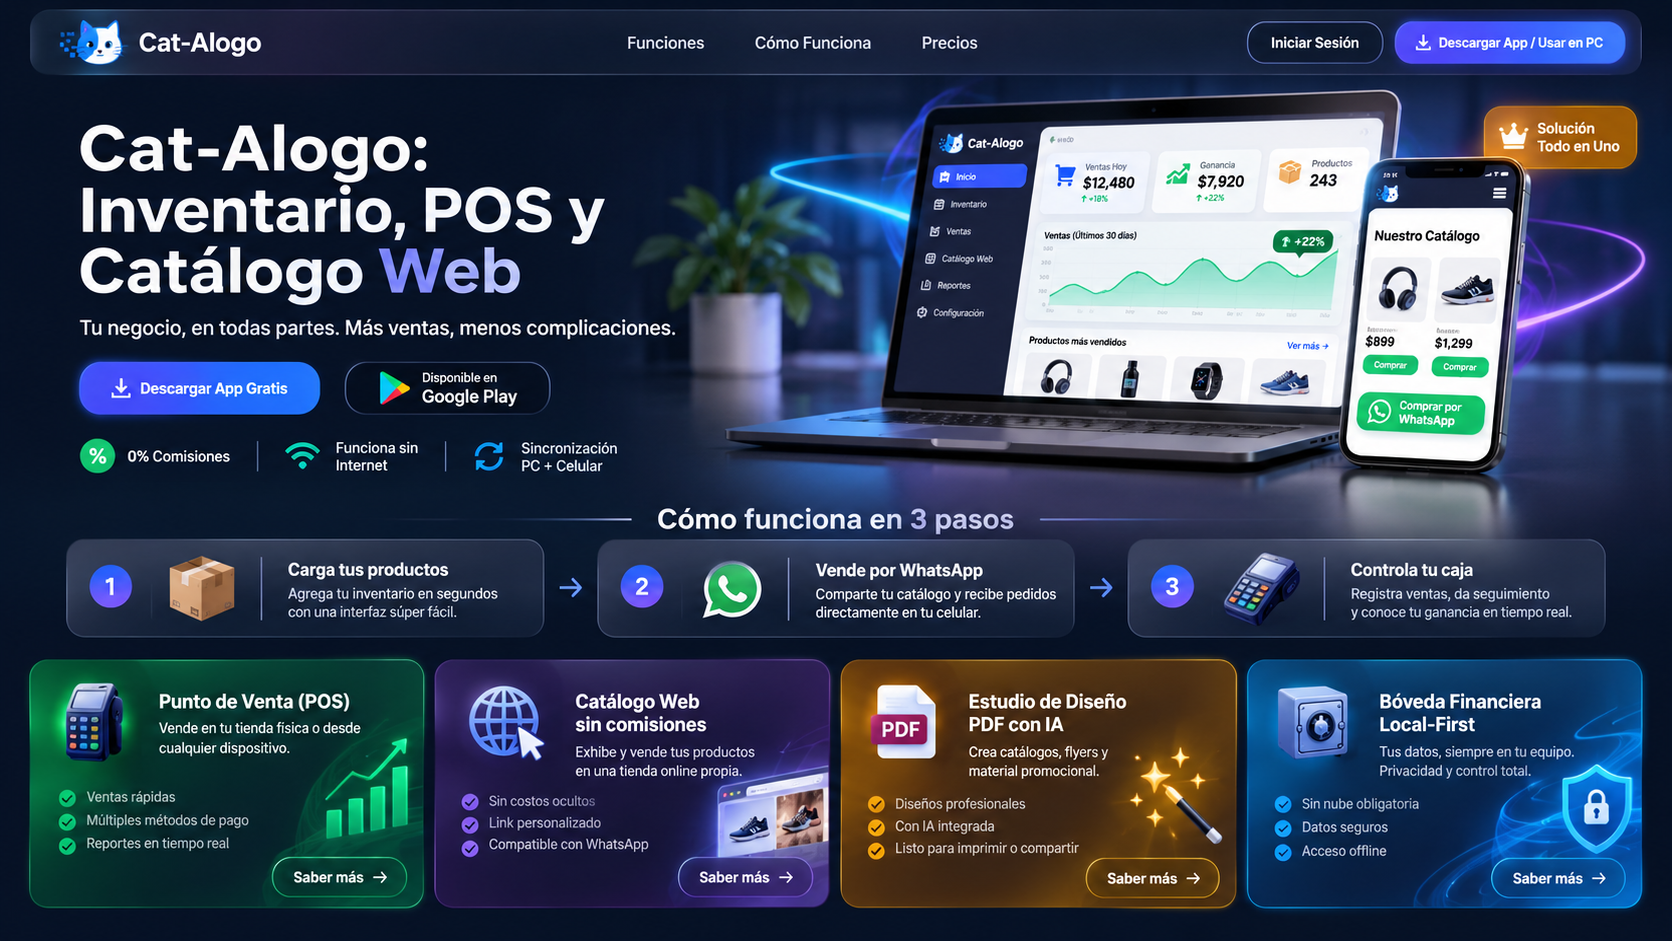 Cat-Alogo
Funciones
Cómo Funciona
Precios
Iniciar Sesión
Descargar App / Usar en PC
Cat-Alogo:
Inventario, POS y
Catálogo Web
Tu negocio, en todas partes. Más ventas, menos complicaciones.
Descargar App Gratis
Disponible en
Google Play
% 0% Comisiones
Funciona sin
Internet
Sincronización
PC + Celular
Solución
Todo en Uno
Cat-Alogo
Inicio
Inventario
Ventas
Catálogo Web
Reportes
Configuración
Ventas Hoy
$12,480
+18%
Ganancia
$7,920
+22%
Productos
243
Ventas (Últimos 30 días)
+22%
Productos más vendidos
Ver más →
Nuestro Catálogo
$899
Comprar
$1,299
Comprar
Comprar por
WhatsApp
Cómo funciona en 3 pasos
1
Carga tus productos
Agrega tu inventario en segundos
con una interfaz súper fácil.
2
Vende por WhatsApp
Comparte tu catálogo y recibe pedidos
directamente en tu celular.
3
Controla tu caja
Registra ventas, da seguimiento
y conoce tu ganancia en tiempo real.
Punto de Venta (POS)
Vende en tu tienda física o desde
cualquier dispositivo.
Ventas rápidas
Múltiples métodos de pago
Reportes en tiempo real
Saber más →
Catálogo Web
sin comisiones
Exhibe y vende tus productos
en una tienda online propia.
Sin costos ocultos
Link personalizado
Compatible con WhatsApp
Saber más →
PDF
Estudio de Diseño
PDF con IA
Crea catálogos, flyers y
material promocional.
Diseños profesionales
Con IA integrada
Listo para imprimir o compartir
Saber más →
Bóveda Financiera
Local-First
Tus datos, siempre en tu equipo.
Privacidad y control total.
Sin nube obligatoria
Datos seguros
Acceso offline
Saber más →